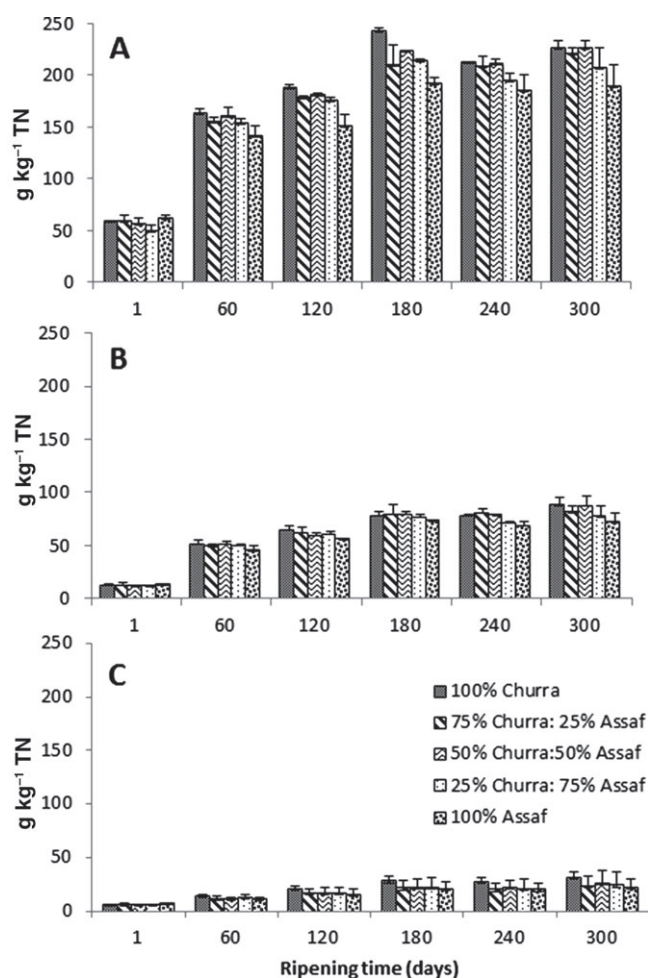 A
g kg⁻¹ TN
250
200
150
100
50
0
1 60 120 180 240 300
B
g kg⁻¹ TN
250
200
150
100
50
0
1 60 120 180 240 300
C
g kg⁻¹ TN
250
200
150
100
50
0
100% Churra
75% Churra: 25% Assaf
50% Churra:50% Assaf
25% Churra: 75% Assaf
100% Assaf
1 60 120 180 240 300
Ripening time (days)